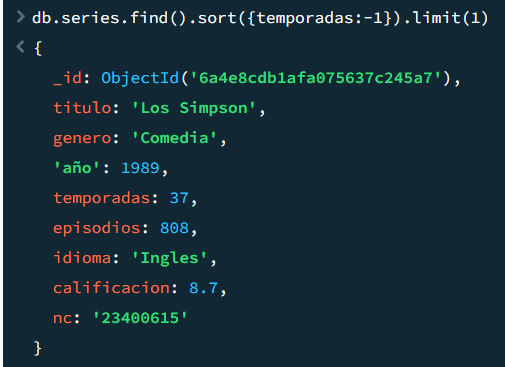 > db.series.find().sort({temporadas:-1}).limit(1)
< {
_id: ObjectId('6a4e8cdb1afa075637c245a7'),
titulo: 'Los Simpson',
genero: 'Comedia',
'año': 1989,
temporadas: 37,
episodios: 808,
idioma: 'Ingles',
calificacion: 8.7,
nc: '23400615'
}